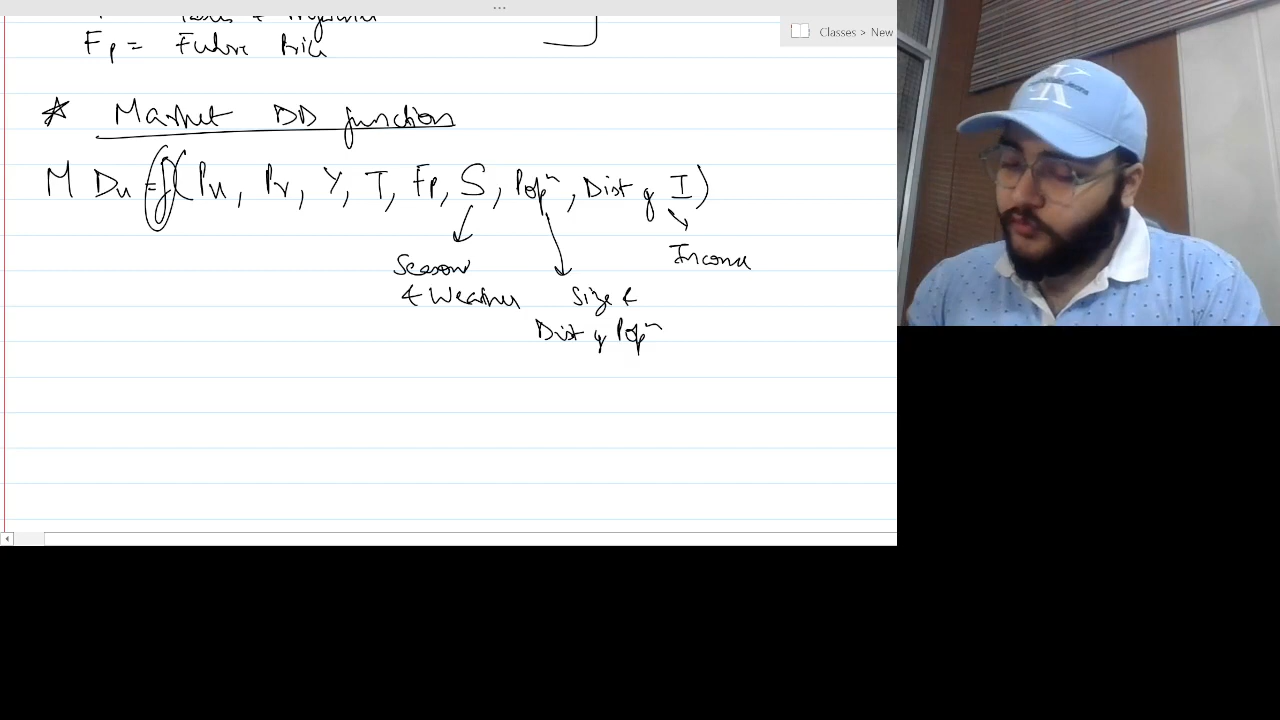 Tastes &
Fp = Future Price
Classes > New
* Market DD function
M Dx = f(Px, Pr, Y, T, Fp, S, Popⁿ, Dist of I)
Season
& Weather
Size &
Dist of Popⁿ
Income